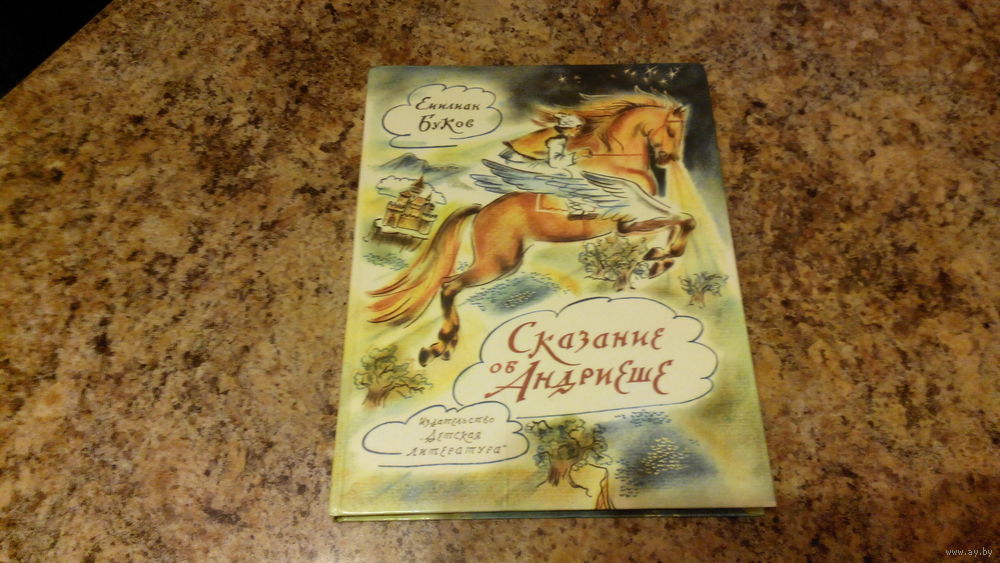 Емилиан
Буков
Сказание
об
Андриеше
Издательство
„Детская
литература"
www.ay.by